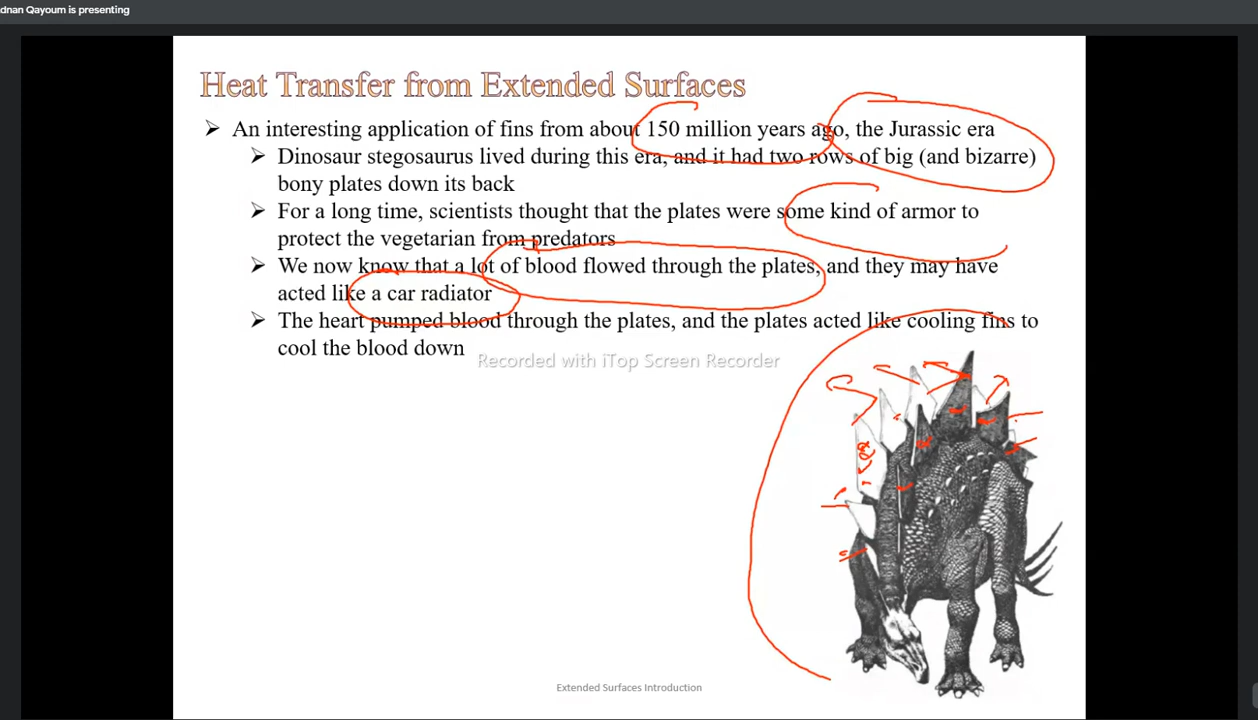 dnan Qayoum is presenting
Heat Transfer from Extended Surfaces
An interesting application of fins from about 150 million years ago, the Jurassic era
Dinosaur stegosaurus lived during this era, and it had two rows of big (and bizarre)
bony plates down its back
For a long time, scientists thought that the plates were some kind of armor to
protect the vegetarian from predators
We now know that a lot of blood flowed through the plates, and they may have
acted like a car radiator
The heart pumped blood through the plates, and the plates acted like cooling fins to
cool the blood down
Recorded with iTop Screen Recorder
Extended Surfaces Introduction